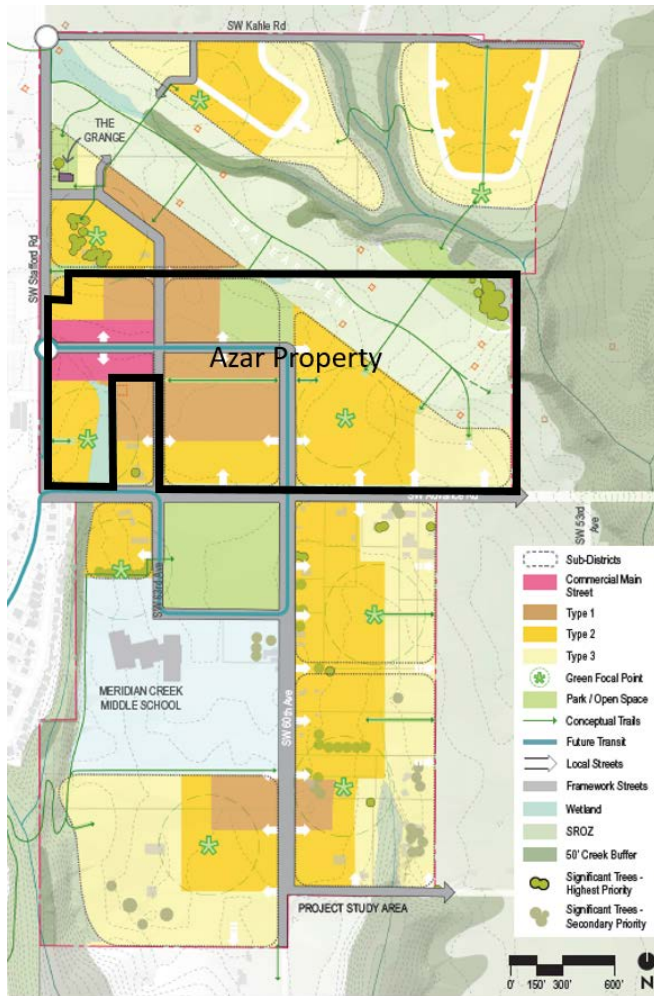 SW Kahle Rd
THE
GRANGE
SW Stafford Rd
Azar Property
SW Advance Rd
SW 53rd
Ave
SW 53rd Ave
MERIDIAN CREEK
MIDDLE SCHOOL
SW 60th Ave
PROJECT STUDY AREA
Sub-Districts
Commercial Main
Street
Type 1
Type 2
Type 3
Green Focal Point
Park / Open Space
Conceptual Trails
Future Transit
Local Streets
Framework Streets
Wetland
SROZ
50' Creek Buffer
Significant Trees -
Highest Priority
Significant Trees -
Secondary Priority
0' 150' 300' 600'
N